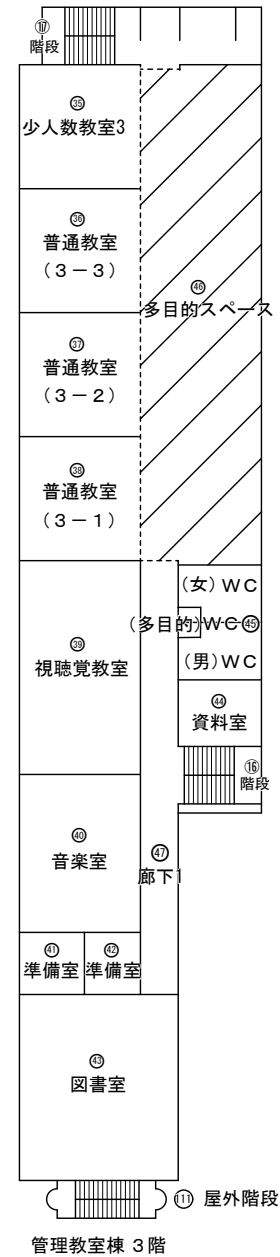 ⑰
階段
㉟
少人数教室3
㊱
普通教室
(3－3)
㊻
多目的スペース
㊲
普通教室
(3－2)
㊳
普通教室
(3－1)
(女)WC
(多目的)WC㊺
(男)WC
㊴
視聴覚教室
㊹
資料室
⑯
階段
㊵
音楽室
㊼
廊下1
㊶
準備室
㊷
準備室
㊸
図書室
(111) 屋外階段
管理教室棟 3階